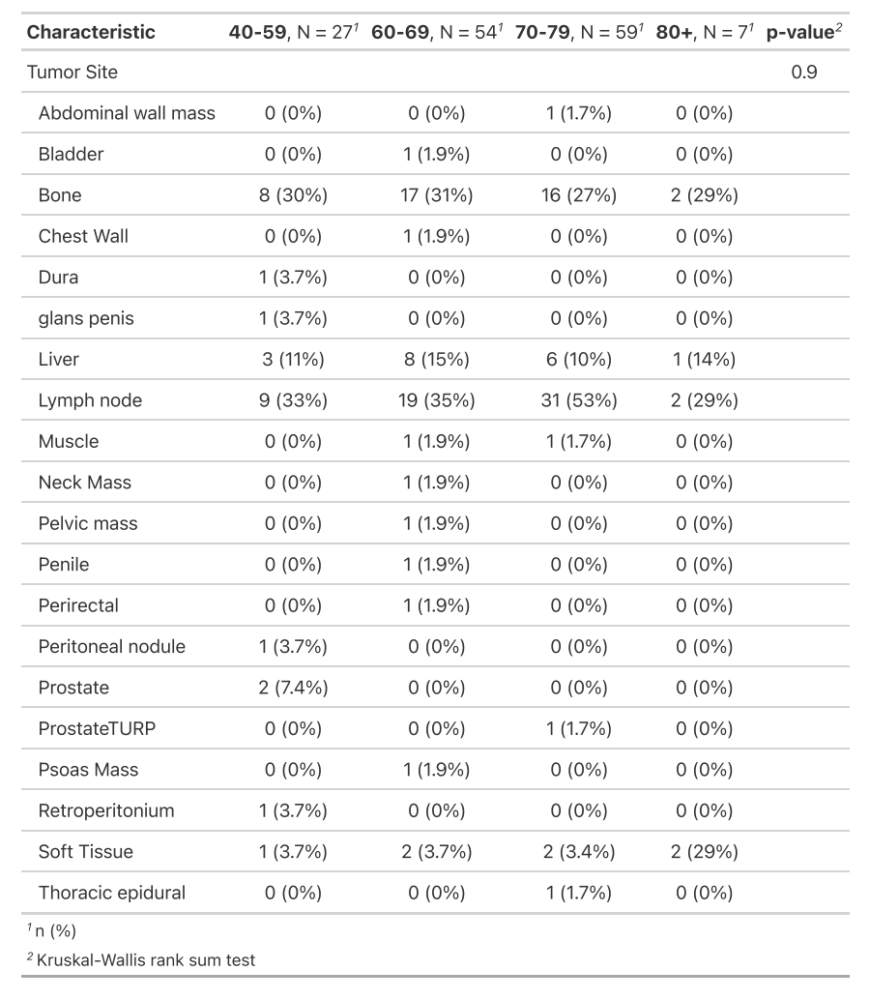 Characteristic 40-59, N = 27¹ 60-69, N = 54¹ 70-79, N = 59¹ 80+, N = 7¹ p-value²
Tumor Site 0.9
Abdominal wall mass 0 (0%) 0 (0%) 1 (1.7%) 0 (0%)
Bladder 0 (0%) 1 (1.9%) 0 (0%) 0 (0%)
Bone 8 (30%) 17 (31%) 16 (27%) 2 (29%)
Chest Wall 0 (0%) 1 (1.9%) 0 (0%) 0 (0%)
Dura 1 (3.7%) 0 (0%) 0 (0%) 0 (0%)
glans penis 1 (3.7%) 0 (0%) 0 (0%) 0 (0%)
Liver 3 (11%) 8 (15%) 6 (10%) 1 (14%)
Lymph node 9 (33%) 19 (35%) 31 (53%) 2 (29%)
Muscle 0 (0%) 1 (1.9%) 1 (1.7%) 0 (0%)
Neck Mass 0 (0%) 1 (1.9%) 0 (0%) 0 (0%)
Pelvic mass 0 (0%) 1 (1.9%) 0 (0%) 0 (0%)
Penile 0 (0%) 1 (1.9%) 0 (0%) 0 (0%)
Perirectal 0 (0%) 1 (1.9%) 0 (0%) 0 (0%)
Peritoneal nodule 1 (3.7%) 0 (0%) 0 (0%) 0 (0%)
Prostate 2 (7.4%) 0 (0%) 0 (0%) 0 (0%)
ProstateTURP 0 (0%) 0 (0%) 1 (1.7%) 0 (0%)
Psoas Mass 0 (0%) 1 (1.9%) 0 (0%) 0 (0%)
Retroperitonium 1 (3.7%) 0 (0%) 0 (0%) 0 (0%)
Soft Tissue 1 (3.7%) 2 (3.7%) 2 (3.4%) 2 (29%)
Thoracic epidural 0 (0%) 0 (0%) 1 (1.7%) 0 (0%)
¹ n (%)
² Kruskal-Wallis rank sum test